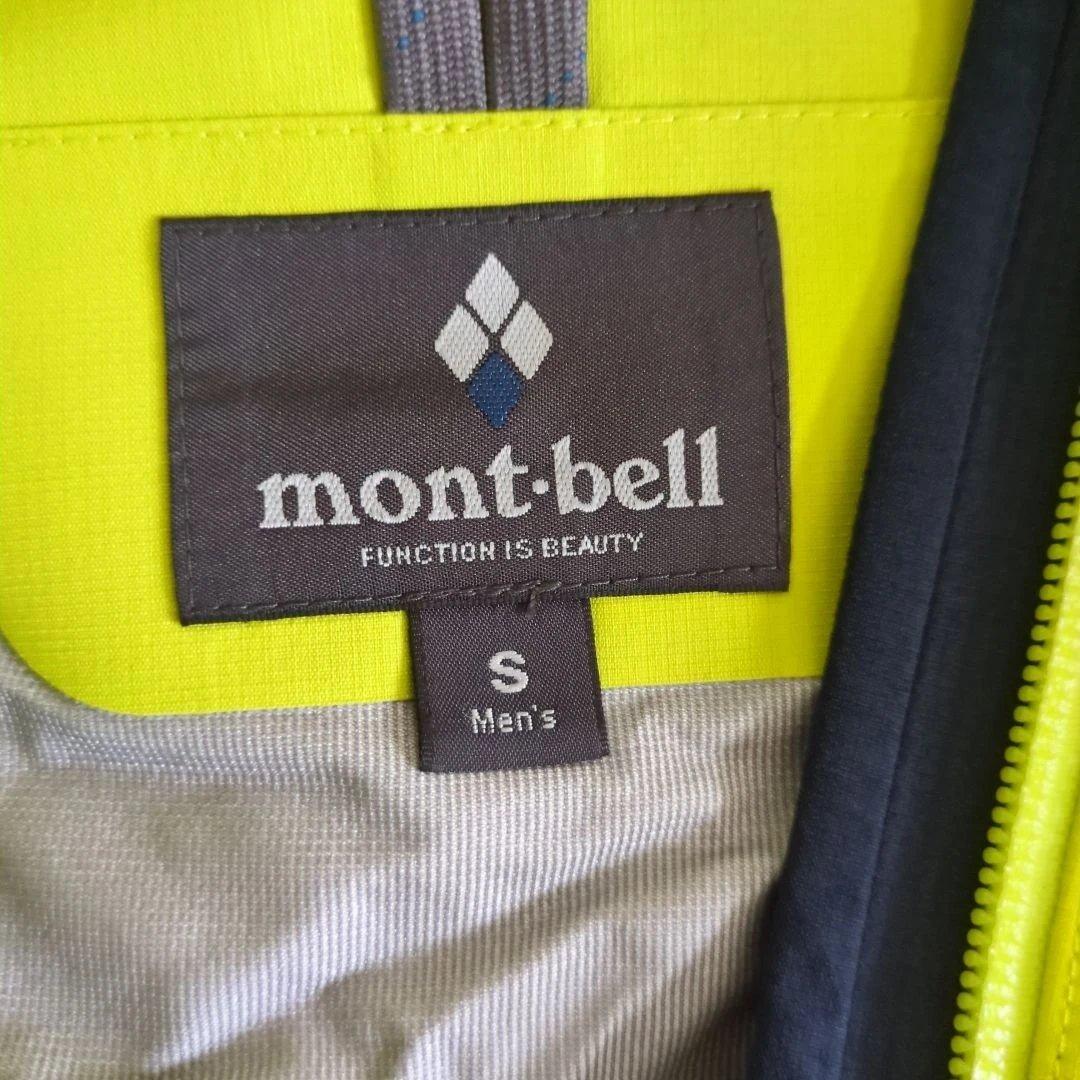 mont·bell
FUNCTION IS BEAUTY
S
Men's